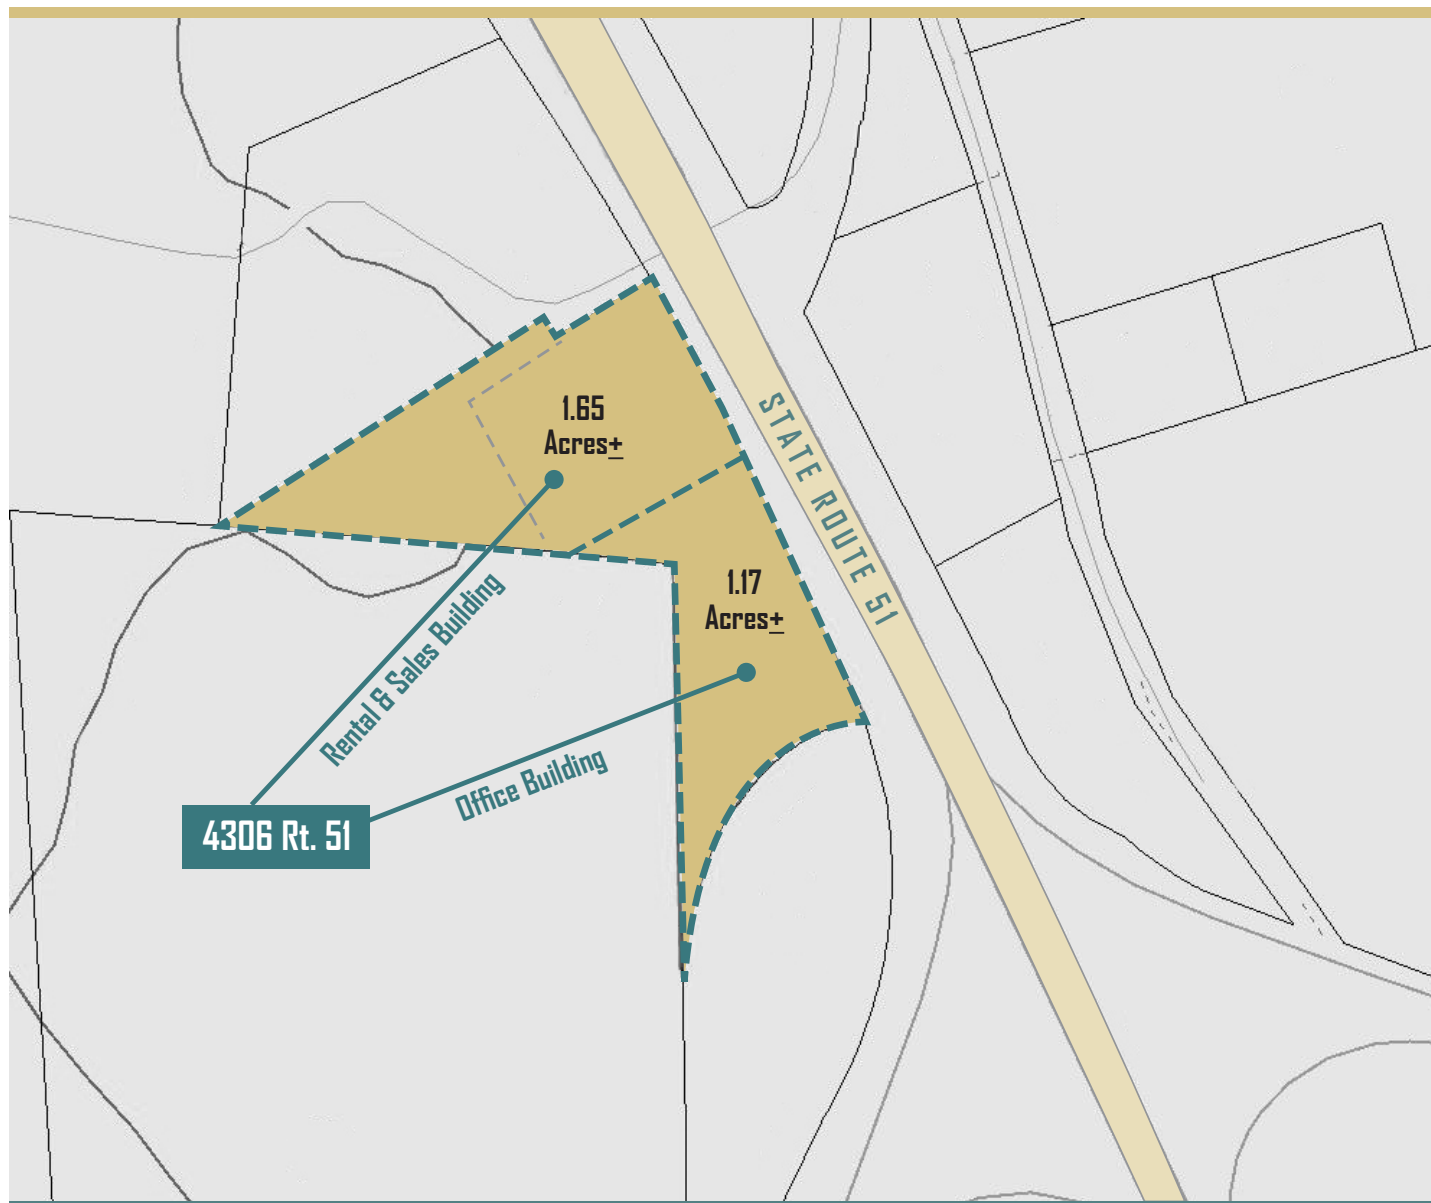 1.65
Acres±
STATE ROUTE 51
1.17
Acres±
Rental & Sales Building
Office Building
4306 Rt. 51